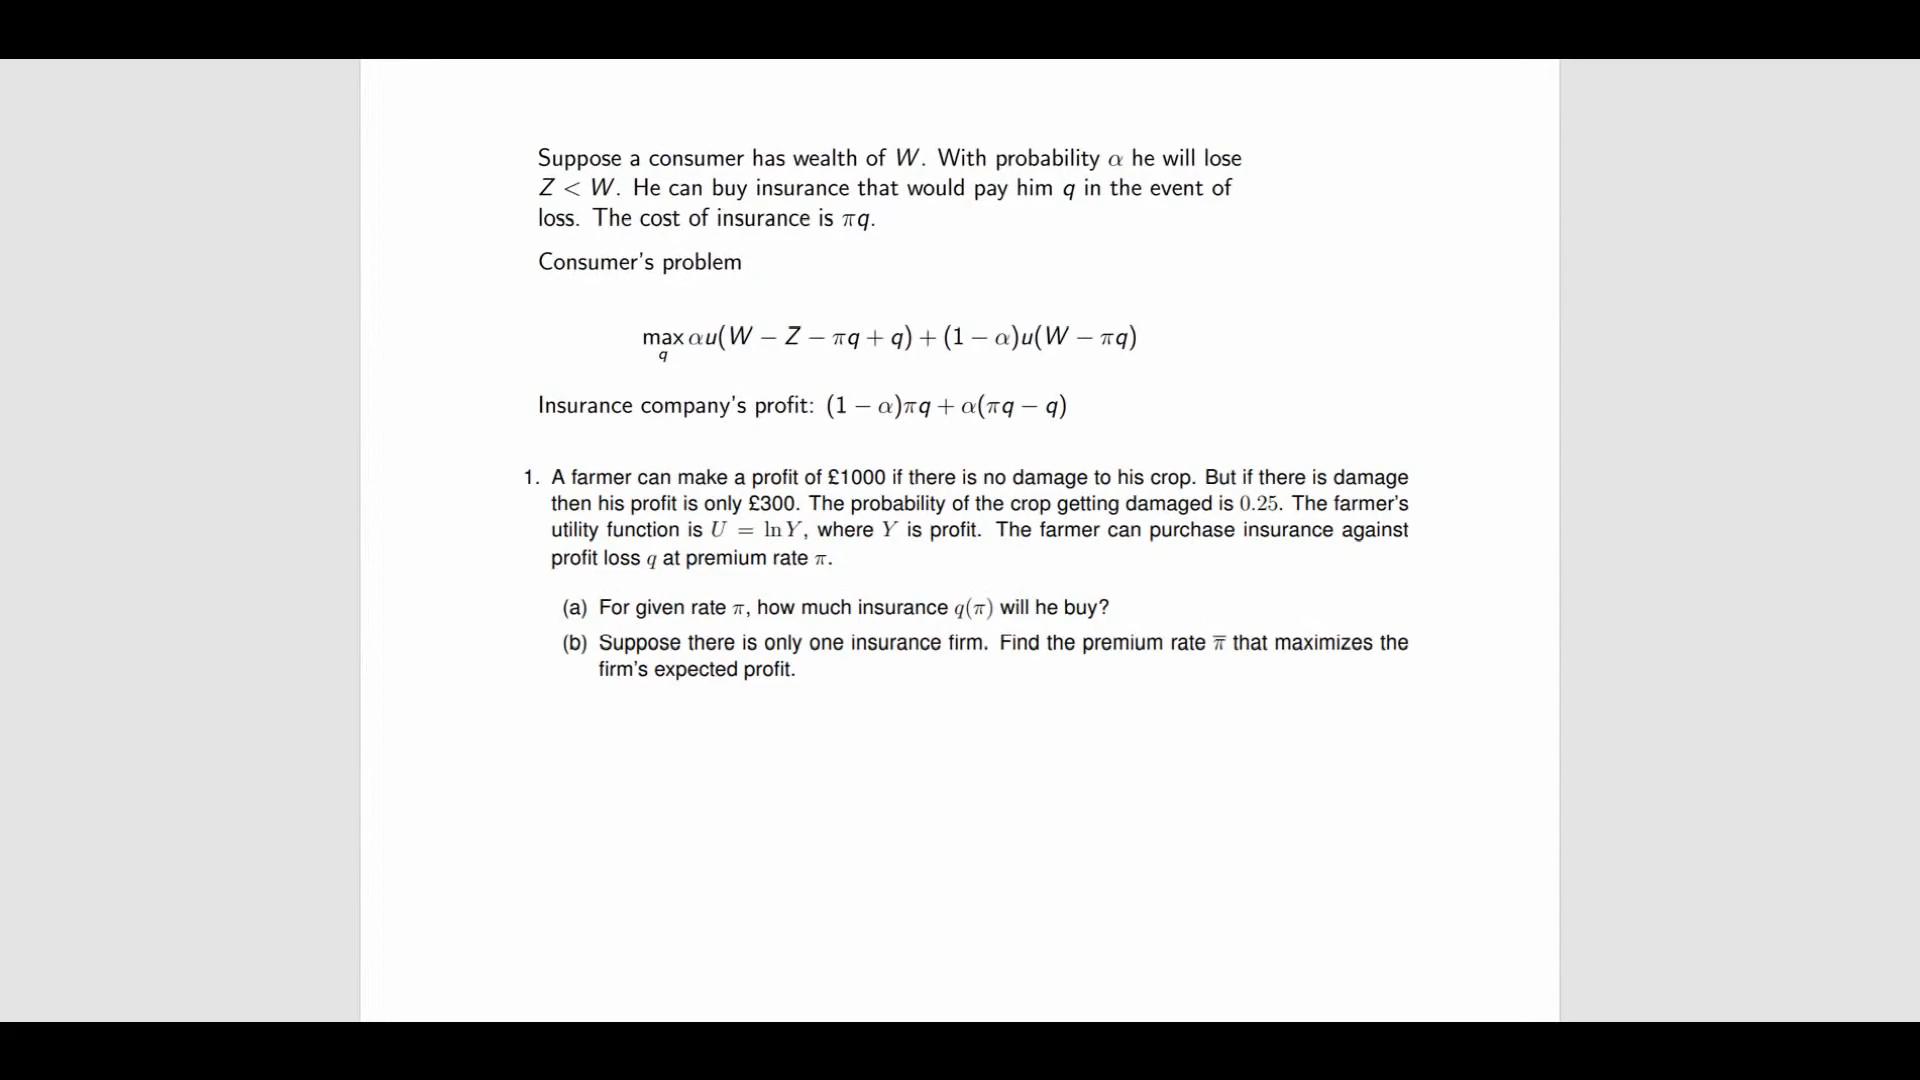 Suppose a consumer has wealth of W. With probability α he will lose
Z < W. He can buy insurance that would pay him q in the event of
loss. The cost of insurance is πq.
Consumer's problem
max_q αu(W − Z − πq + q) + (1 − α)u(W − πq)
Insurance company's profit: (1 − α)πq + α(πq − q)
1. A farmer can make a profit of £1000 if there is no damage to his crop. But if there is damage
then his profit is only £300. The probability of the crop getting damaged is 0.25. The farmer's
utility function is U = ln Y, where Y is profit. The farmer can purchase insurance against
profit loss q at premium rate π.
(a) For given rate π, how much insurance q(π) will he buy?
(b) Suppose there is only one insurance firm. Find the premium rate π̅ that maximizes the
firm's expected profit.